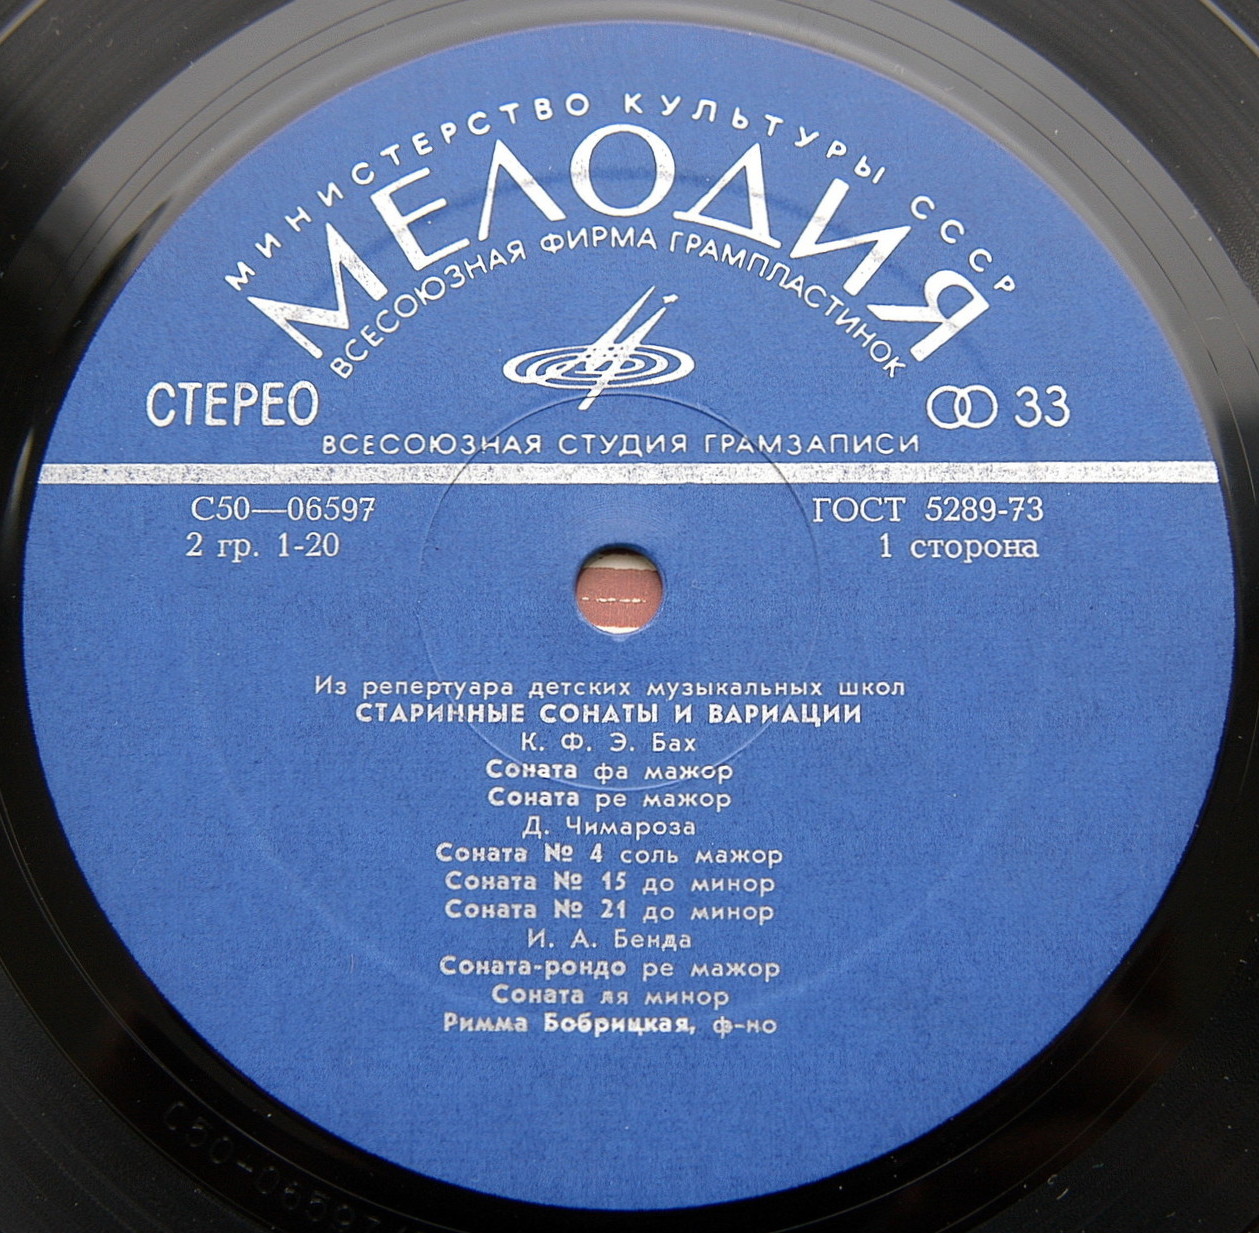 МИНИСТЕРСТВО КУЛЬТУРЫ СССР
МЕЛОДИЯ
ВСЕСОЮЗНАЯ ФИРМА ГРАМПЛАСТИНОК
СТЕРЕО
33
ВСЕСОЮЗНАЯ СТУДИЯ ГРАМЗАПИСИ
С50—06597 ГОСТ 5289-73
2 гр. 1-20 1 сторона
Из репертуара детских музыкальных школ
СТАРИННЫЕ СОНАТЫ И ВАРИАЦИИ
К. Ф. Э. Бах
Соната фа мажор
Соната ре мажор
Д. Чимароза
Соната № 4 соль мажор
Соната № 15 до минор
Соната № 21 до минор
И. А. Бенда
Соната-рондо ре мажор
Соната ля минор
Римма Бобрицкая, ф-но